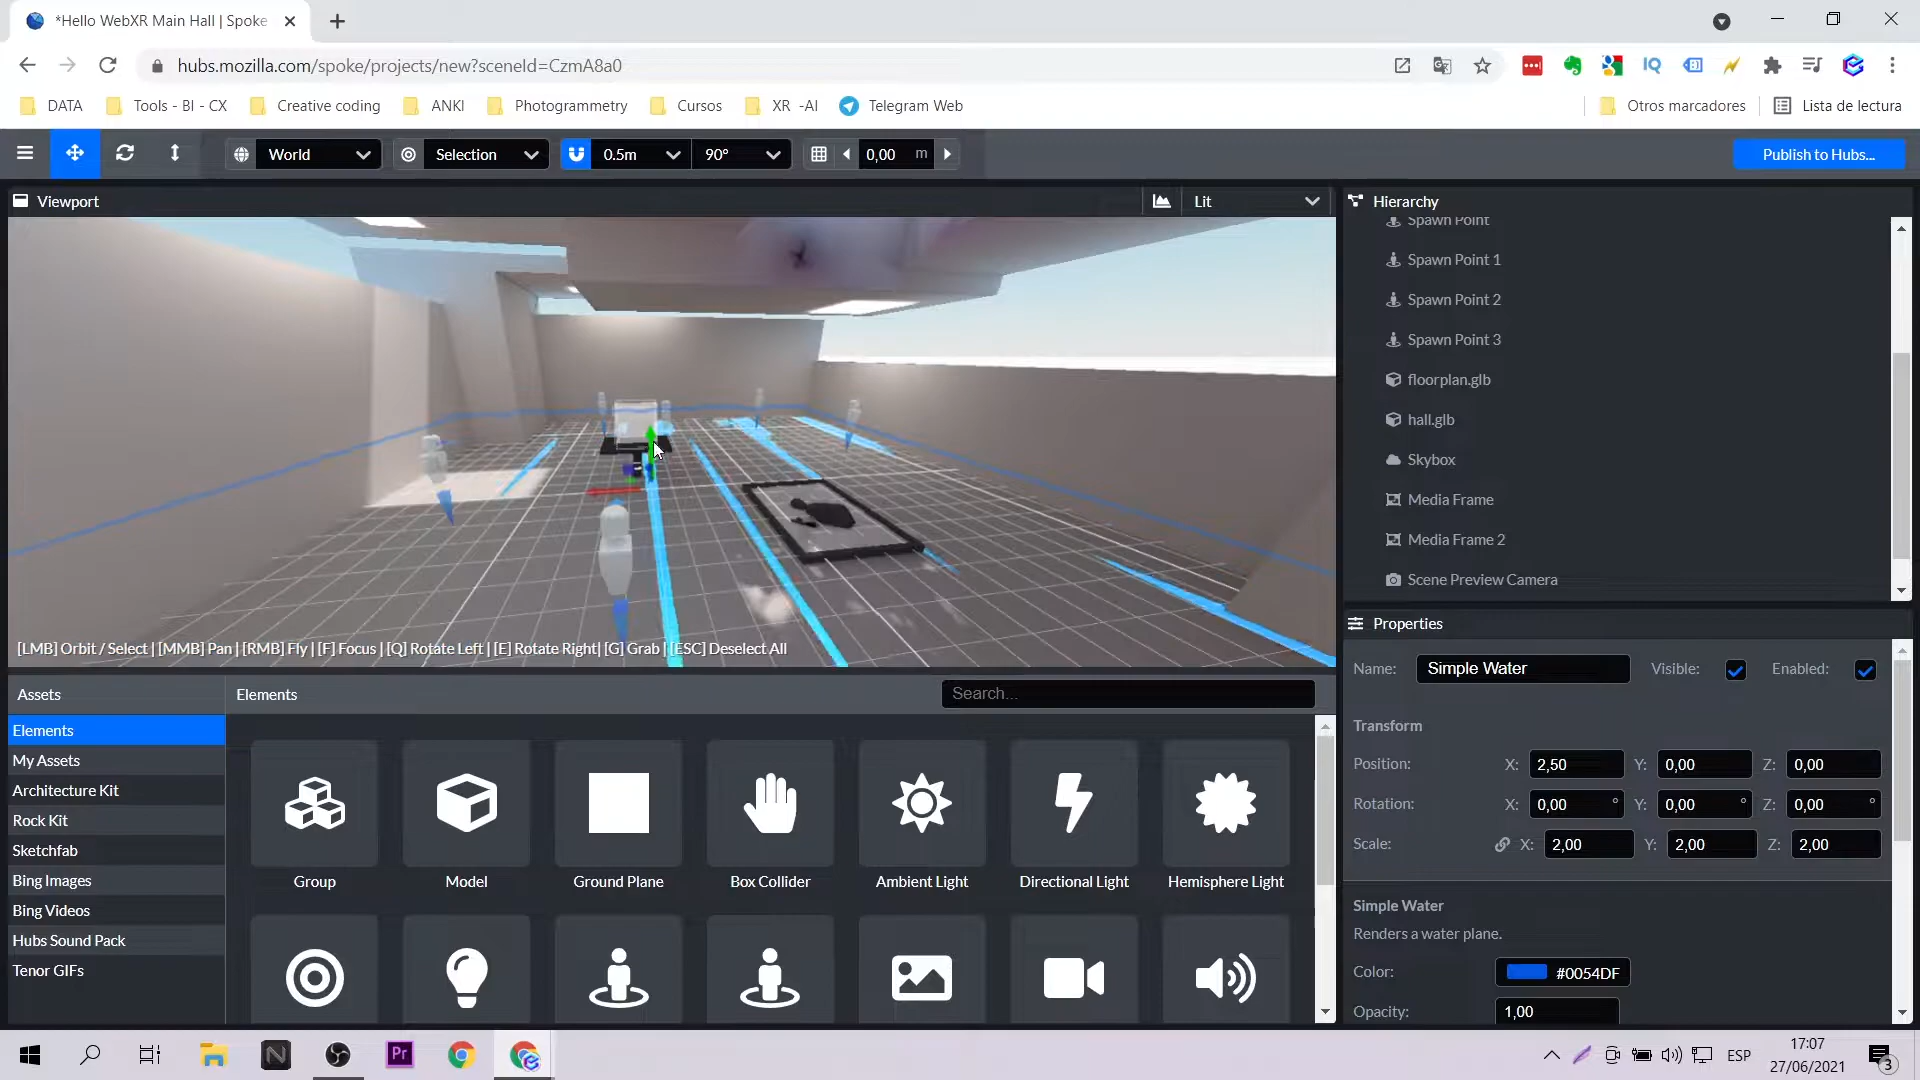 *Hello WebXR Main Hall | Spoke
hubs.mozilla.com/spoke/projects/new?sceneId=CzmA8a0
DATA Tools - BI - CX Creative coding ANKI Photogrammetry Cursos XR -AI Telegram Web Otros marcadores Lista de lectura
World Selection 0.5m 90° 0,00 m Publish to Hubs...
Viewport Lit
[LMB] Orbit / Select | [MMB] Pan | [RMB] Fly | [F] Focus | [Q] Rotate Left | [E] Rotate Right| [G] Grab | [ESC] Deselect All
Hierarchy
Spawn Point
Spawn Point 1
Spawn Point 2
Spawn Point 3
floorplan.glb
hall.glb
Skybox
Media Frame
Media Frame 2
Scene Preview Camera
Assets
Elements
My Assets
Architecture Kit
Rock Kit
Sketchfab
Bing Images
Bing Videos
Hubs Sound Pack
Tenor GIFs
Elements Search...
Group Model Ground Plane Box Collider Ambient Light Directional Light Hemisphere Light
Properties
Name: Simple Water Visible: Enabled:
Transform
Position: X: 2,50 Y: 0,00 Z: 0,00
Rotation: X: 0,00 ° Y: 0,00 ° Z: 0,00 °
Scale: X: 2,00 Y: 2,00 Z: 2,00
Simple Water
Renders a water plane.
Color: #0054DF
Opacity: 1,00
N Pr ESP 17:07
27/06/2021 3